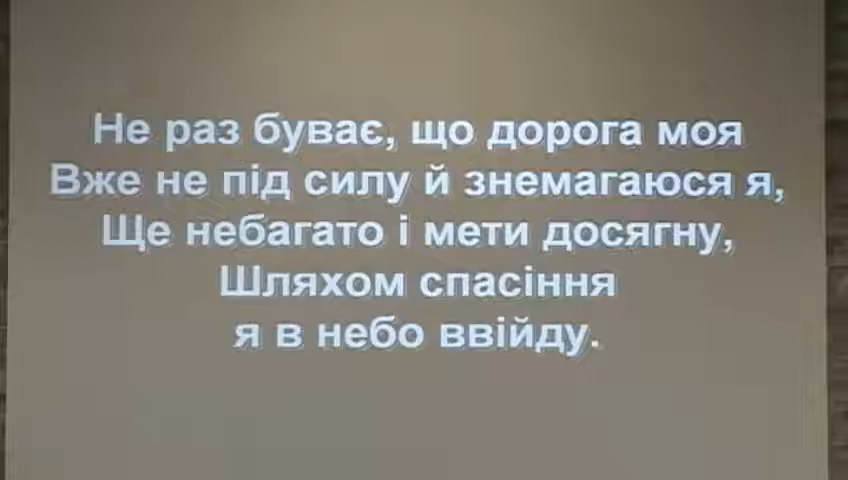 Не раз буває, що дорога моя
Вже не під силу й знемагаюся я,
Ще небагато і мети досягну,
Шляхом спасіння
я в небо ввійду.